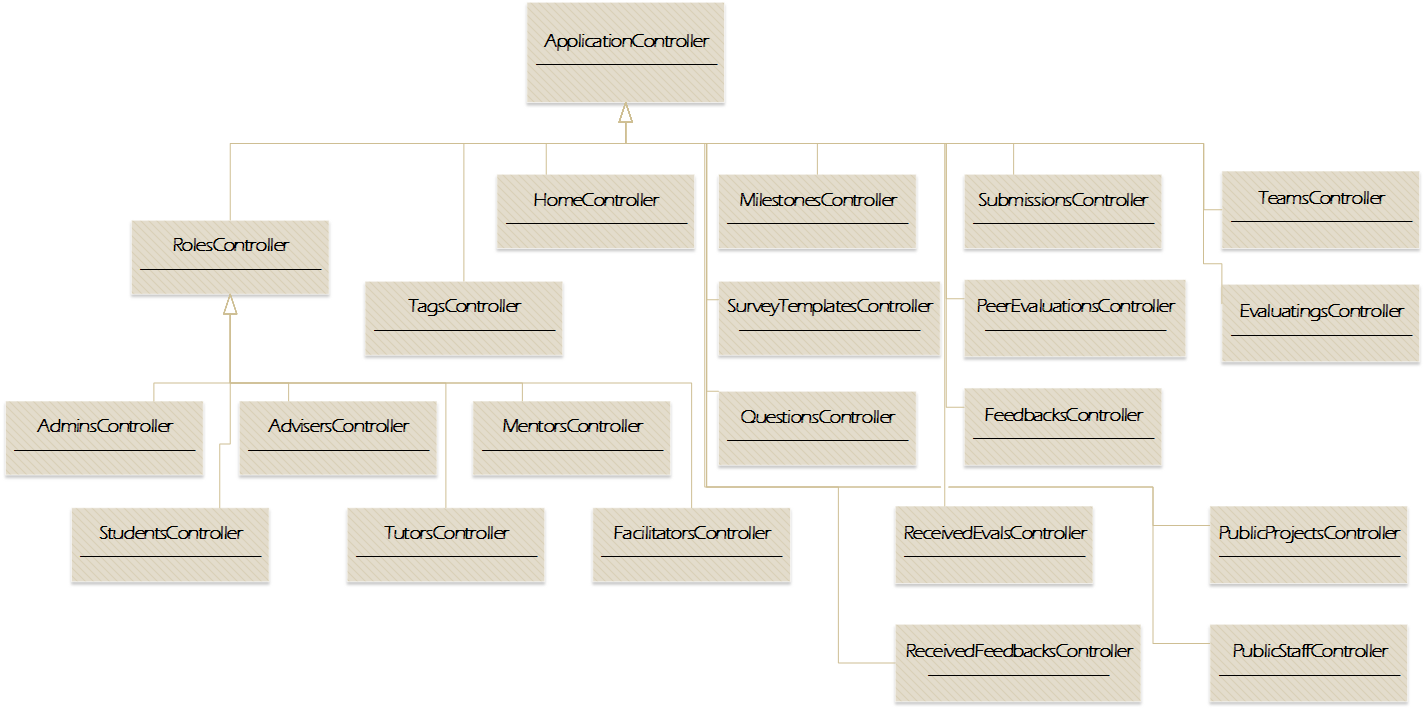 ApplicationController
HomeController
MilestonesController
SubmissionsController
TeamsController
RolesController
TagsController
SurveyTemplatesController
PeerEvaluationsController
EvaluatingsController
AdminsController
AdvisersController
MentorsController
QuestionsController
FeedbacksController
StudentsController
TutorsController
FacilitatorsController
ReceivedEvalsController
PublicProjectsController
ReceivedFeedbacksController
PublicStaffController